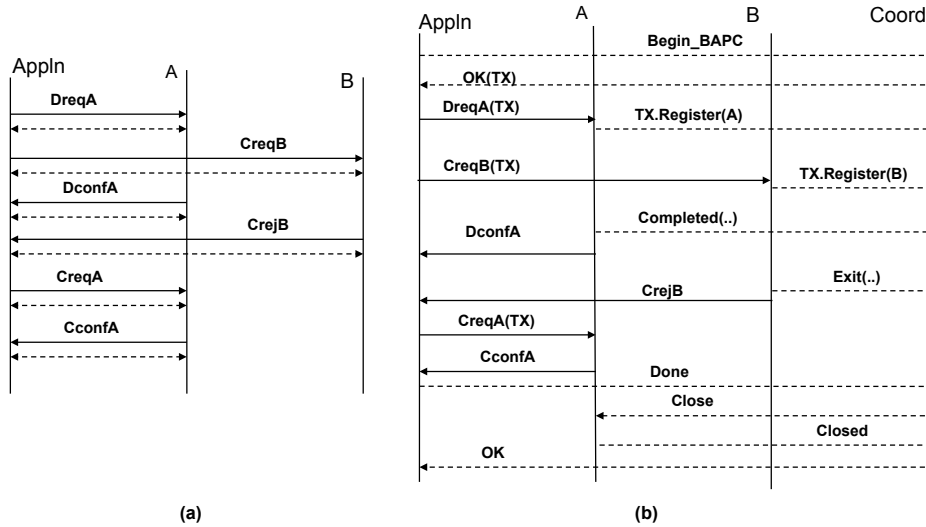 Appln
A
B
DreqA
CreqB
DconfA
CrejB
CreqA
CconfA
(a)
Appln
A
B
Coord
Begin_BAPC
OK(TX)
DreqA(TX)
TX.Register(A)
CreqB(TX)
TX.Register(B)
Completed(..)
DconfA
Exit(..)
CrejB
CreqA(TX)
CconfA
Done
Close
Closed
OK
(b)